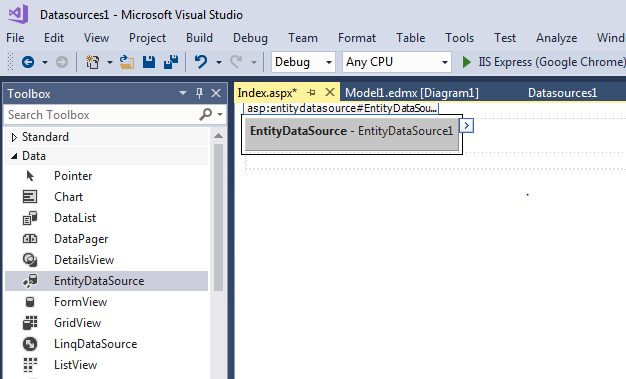 Datasources1 - Microsoft Visual Studio
File Edit View Project Build Debug Team Format Table Tools Test Analyze Window
Debug Any CPU IIS Express (Google Chrome)
Toolbox
Index.aspx* Model1.edmx [Diagram1] Datasources1
Search Toolbox
asp:entitydatasource#EntityDataSou...
EntityDataSource - EntityDataSource1
Standard
Data
Pointer
Chart
DataList
DataPager
DetailsView
EntityDataSource
FormView
GridView
LinqDataSource
ListView